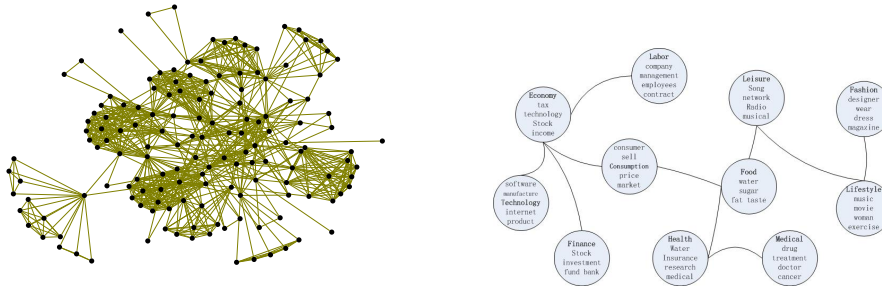 Labor
company
management
employees
contract
Economy
tax
technology
Stock
income
Leisure
Song
network
Radio
musical
Fashion
designer
wear
dress
magazine
consumer
sell
Consumption
price
market
software
manufacture
Technology
internet
product
Food
water
sugar
fat taste
Lifestyle
music
movie
woman
exercise
Finance
Stock
investment
fund bank
Health
Water
Insurance
research
medical
Medical
drug
treatment
doctor
cancer